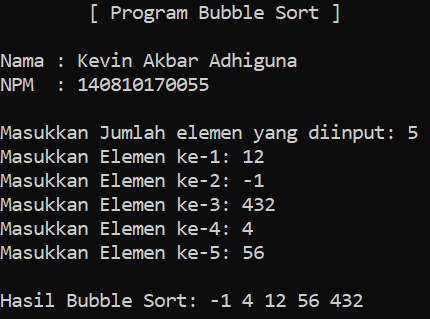 [ Program Bubble Sort ]
Nama : Kevin Akbar Adhiguna
NPM  : 140810170055
Masukkan Jumlah elemen yang diinput: 5
Masukkan Elemen ke-1: 12
Masukkan Elemen ke-2: -1
Masukkan Elemen ke-3: 432
Masukkan Elemen ke-4: 4
Masukkan Elemen ke-5: 56
Hasil Bubble Sort: -1 4 12 56 432